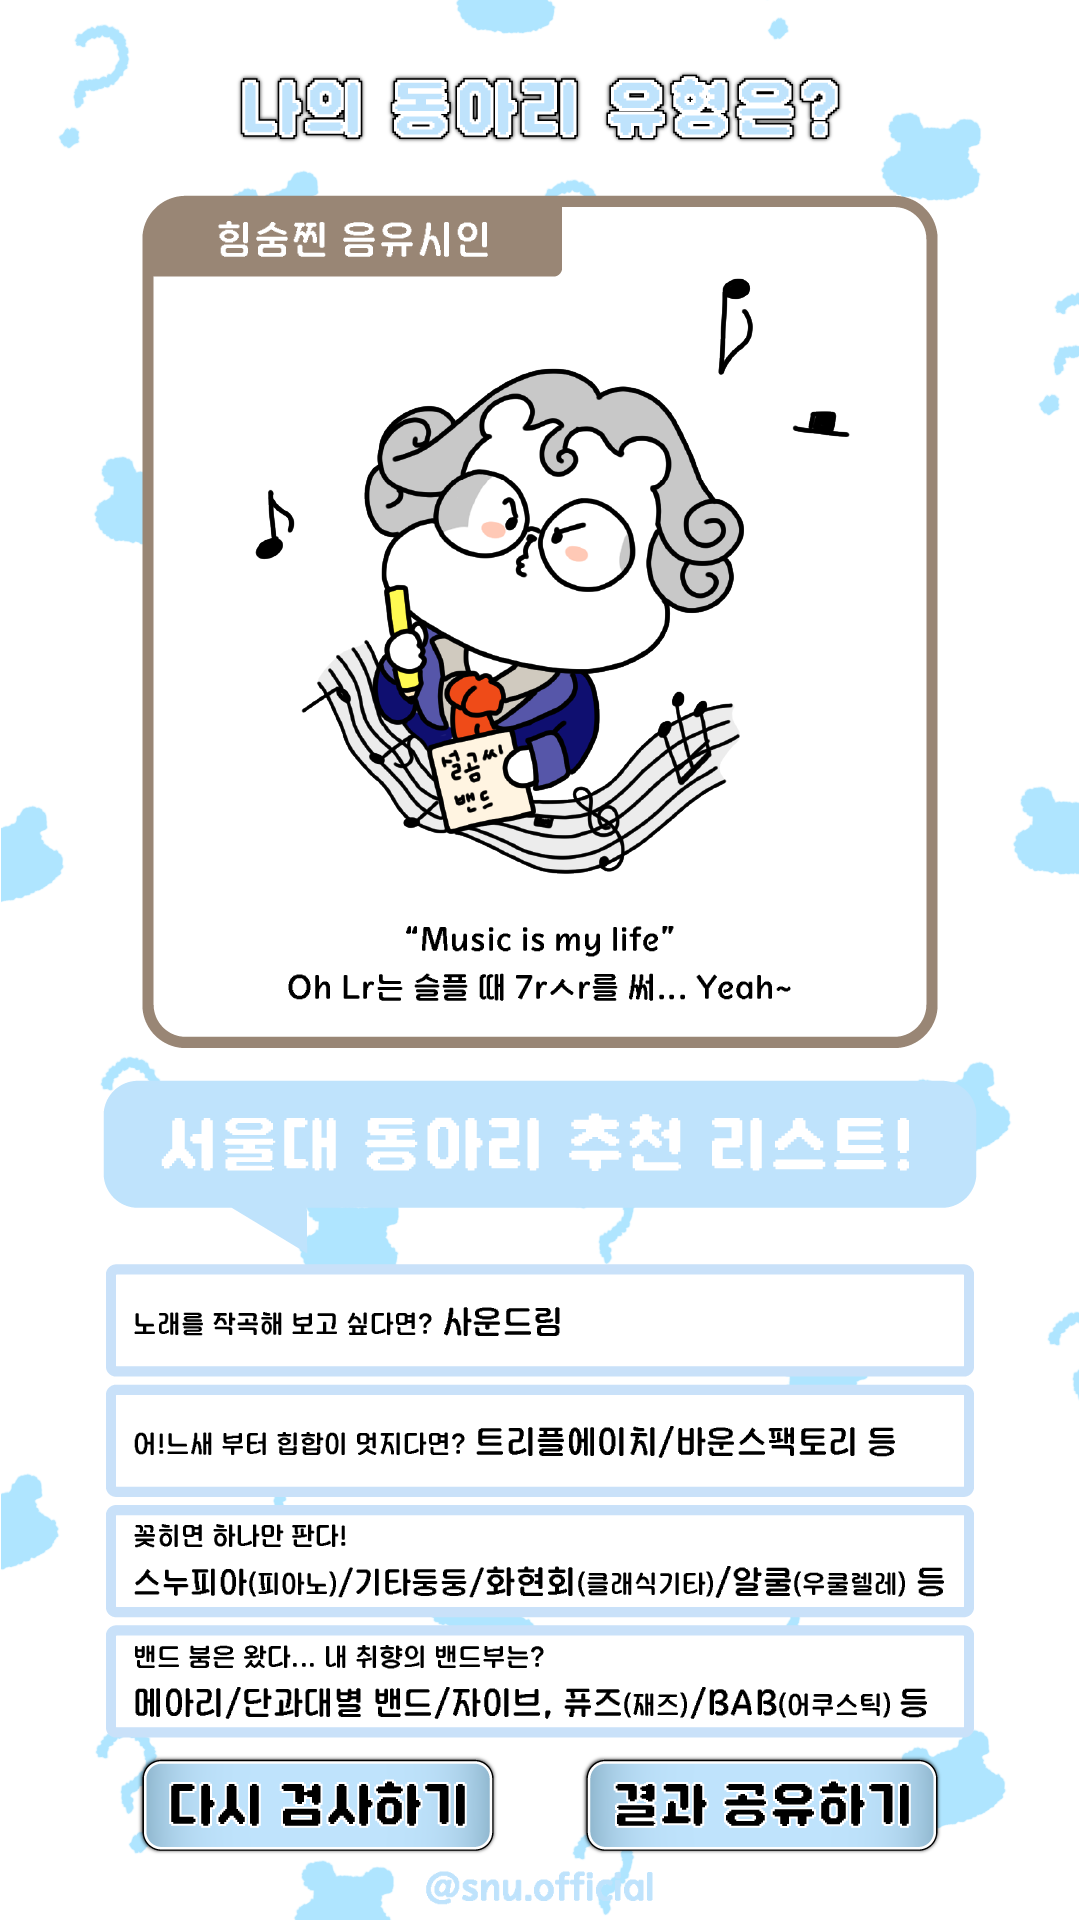 나의 동아리 유형은?
힘숨찐 음유시인
설곰씨
밴드
“Music is my life”
Oh Lr는 슬플 때 7rㅅr를 써... Yeah~
서울대 동아리 추천 리스트!
노래를 작곡해 보고 싶다면? 사운드림
어!느새 부터 힙합이 멋지다면? 트리플에이치/바운스팩토리 등
꽂히면 하나만 판다!
스누피아(피아노)/기타둥둥/화현회(클래식기타)/알쿨(우쿨렐레) 등
밴드 붐은 왔다... 내 취향의 밴드부는?
메아리/단과대별 밴드/자이브, 퓨즈(재즈)/BAB(어쿠스틱) 등
다시 검사하기
결과 공유하기
@snu.official